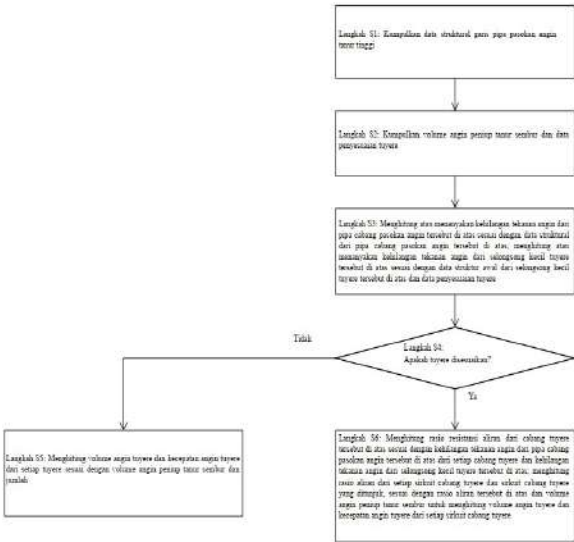 Langkah S1: Kumpulkan data struktural garis pipa pasokan angin
tanur tinggi
Langkah S2: Kumpulkan volume angin peniup tanur sembur dan data
penyesuaian tuyere
Langkah S3: Menghitung atau menanyakan kehilangan tekanan angin dari
pipa cabang pasokan angin tersebut di atas sesuai dengan data struktural
dari pipa cabang pasokan angin tersebut di atas; menghitung atau
menanyakan kehilangan tekanan angin dari selongsong kecil tuyere
tersebut di atas sesuai dengan data struktur awal dari selongsong kecil
tuyere tersebut di atas dan data penyesuaian tuyere
Langkah S4:
Apakah tuyere disesuaikan?
Tidak
Ya
Langkah S5: Menghitung volume angin tuyere dan kecepatan angin tuyere
dari setiap tuyere sesuai dengan volume angin peniup tanur sembur dan
jumlah
Langkah S6: Menghitung rasio resistansi aliran dari cabang tuyere
tersebut di atas sesuai dengan kehilangan tekanan angin dari pipa cabang
pasokan angin tersebut di atas dari setiap cabang tuyere dan kehilangan
tekanan angin dari selongsong kecil tuyere tersebut di atas; menghitung
rasio aliran dari setiap sirkuit cabang tuyere dan sirkuit cabang tuyere
yang ditunjuk, sesuai dengan rasio aliran tersebut di atas dan volume
angin peniup tanur sembur untuk menghitung volume angin tuyere dan
kecepatan angin tuyere dari setiap sirkuit cabang tuyere